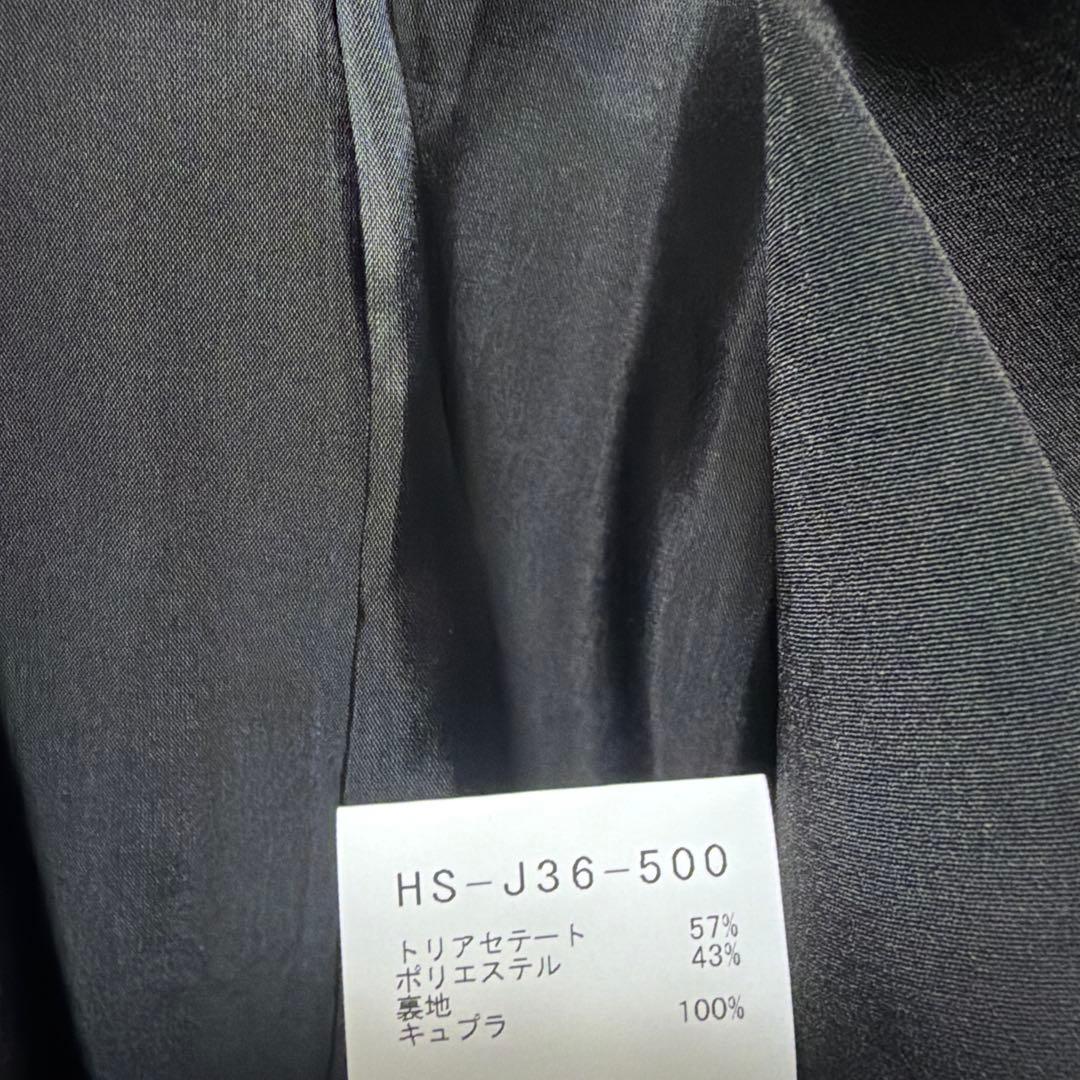 HS-J36-500
トリアセテート 57%
ポリエステル 43%
裏地
キュプラ 100%